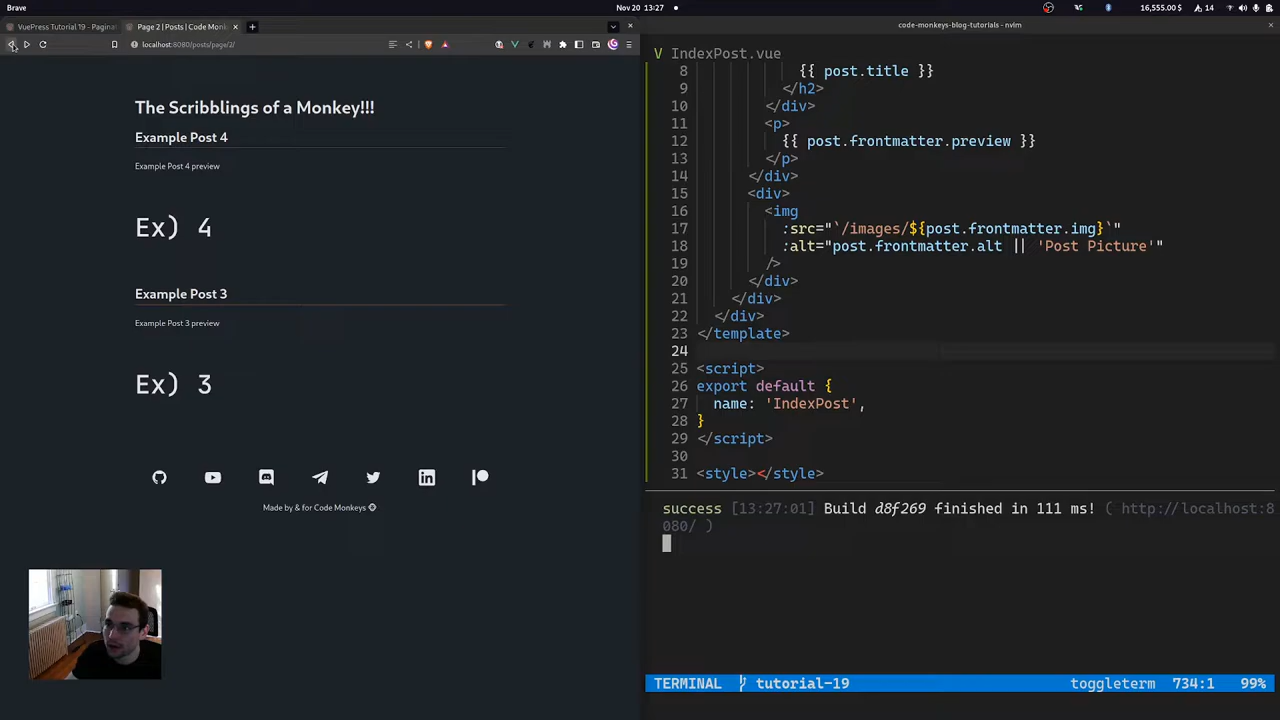 Brave
Nov 20 13:27
16,555.00
14
VuePress Tutorial 19 - Paginat
Page 2 | Posts | Code Monk
code-monkeys-blog-tutorials - nvim
localhost:8080/posts/page/2/
The Scribblings of a Monkey!!!
Example Post 4
Example Post 4 preview
Ex) 4
Example Post 3
Example Post 3 preview
Ex) 3
Made by & for Code Monkeys
V IndexPost.vue
8 {{ post.title }}
9 </h2>
10 </div>
11 <p>
12 {{ post.frontmatter.preview }}
13 </p>
14 </div>
15 <div>
16 <img
17 :src="`/images/${post.frontmatter.img}`"
18 :alt="post.frontmatter.alt || 'Post Picture'"
19 />
20 </div>
21 </div>
22 </div>
23 </template>
24
25 <script>
26 export default {
27 name: 'IndexPost',
28 }
29 </script>
30
31 <style></style>
success [13:27:01] Build d8f269 finished in 111 ms! ( http://localhost:8
080/ )
TERMINAL tutorial-19 toggleterm 734:1 99%